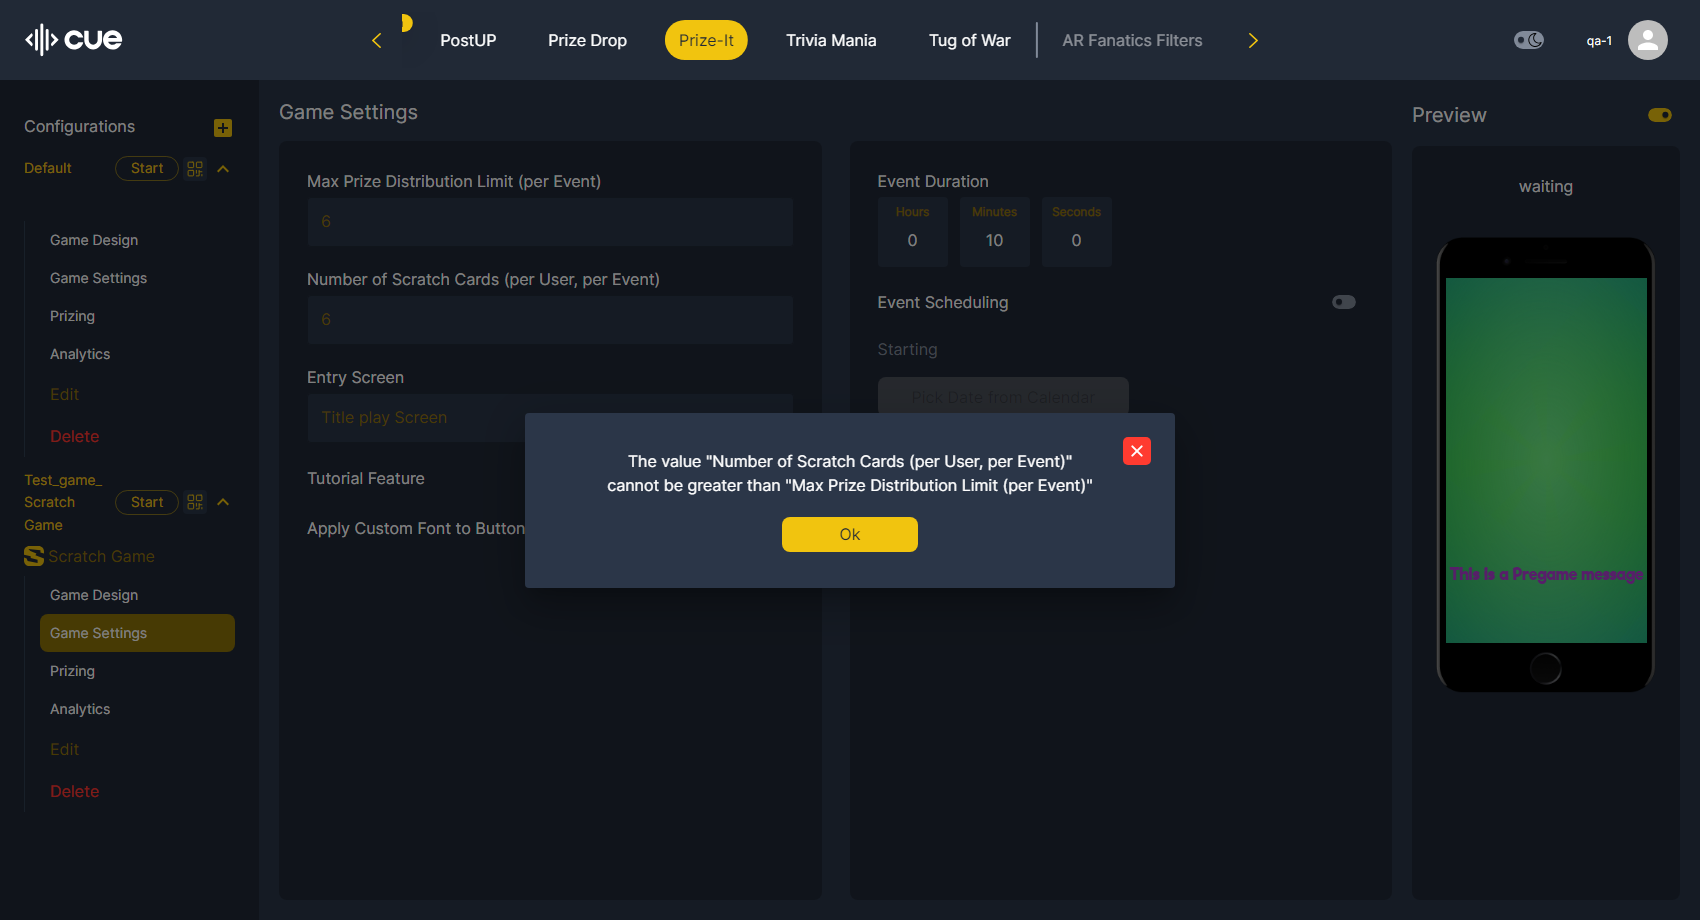 cue
PostUP
Prize Drop
Prize-It
Trivia Mania
Tug of War
AR Fanatics Filters
qa-1
Configurations
Default
Start
Game Design
Game Settings
Prizing
Analytics
Edit
Delete
Test_game_
Scratch
Game
Start
Scratch Game
Game Design
Game Settings
Prizing
Analytics
Edit
Delete
Game Settings
Max Prize Distribution Limit (per Event)
6
Number of Scratch Cards (per User, per Event)
6
Entry Screen
Title play Screen
Tutorial Feature
Apply Custom Font to Button
Event Duration
Hours
0
Minutes
10
Seconds
0
Event Scheduling
Starting
Pick Date from Calendar
The value "Number of Scratch Cards (per User, per Event)"
cannot be greater than "Max Prize Distribution Limit (per Event)"
Ok
Preview
waiting
This is a Pregame message